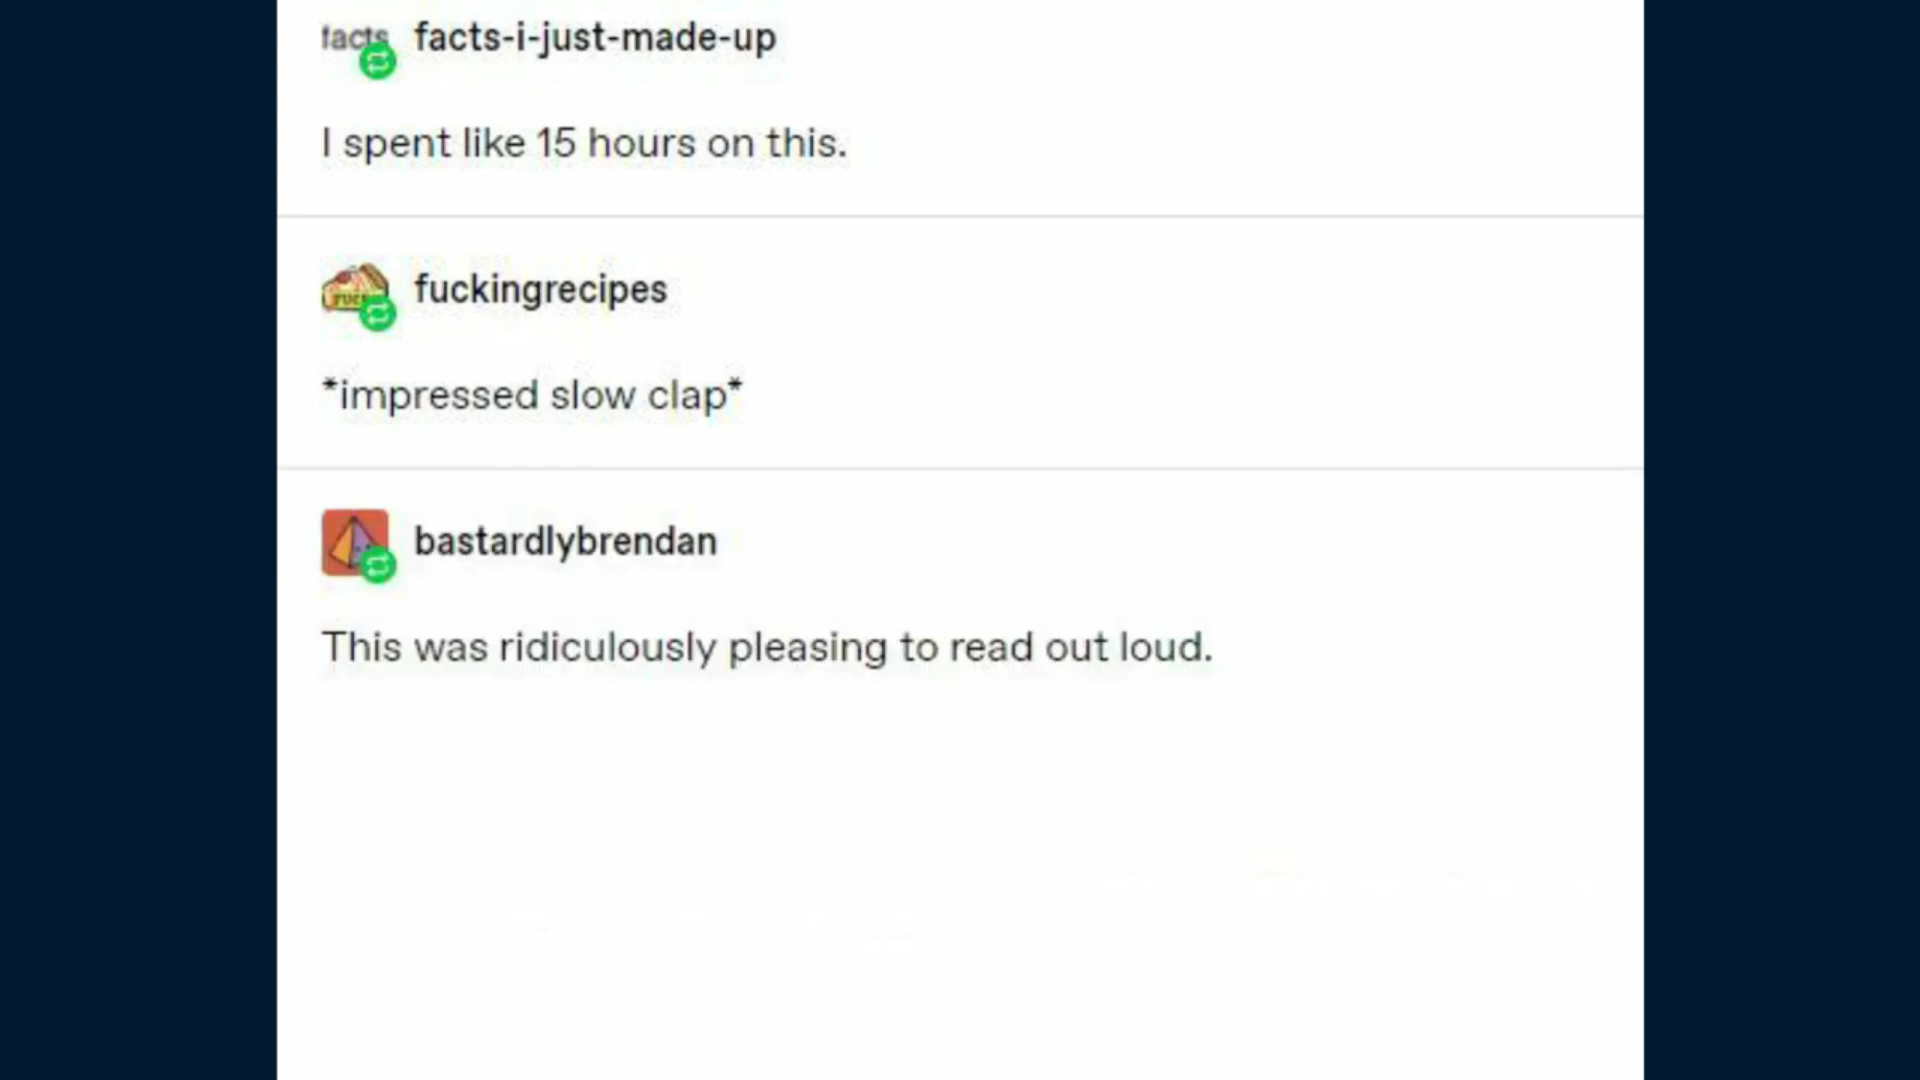 facts facts-i-just-made-up
I spent like 15 hours on this.
fuckingrecipes
*impressed slow clap*
bastardlybrendan
This was ridiculously pleasing to read out loud.